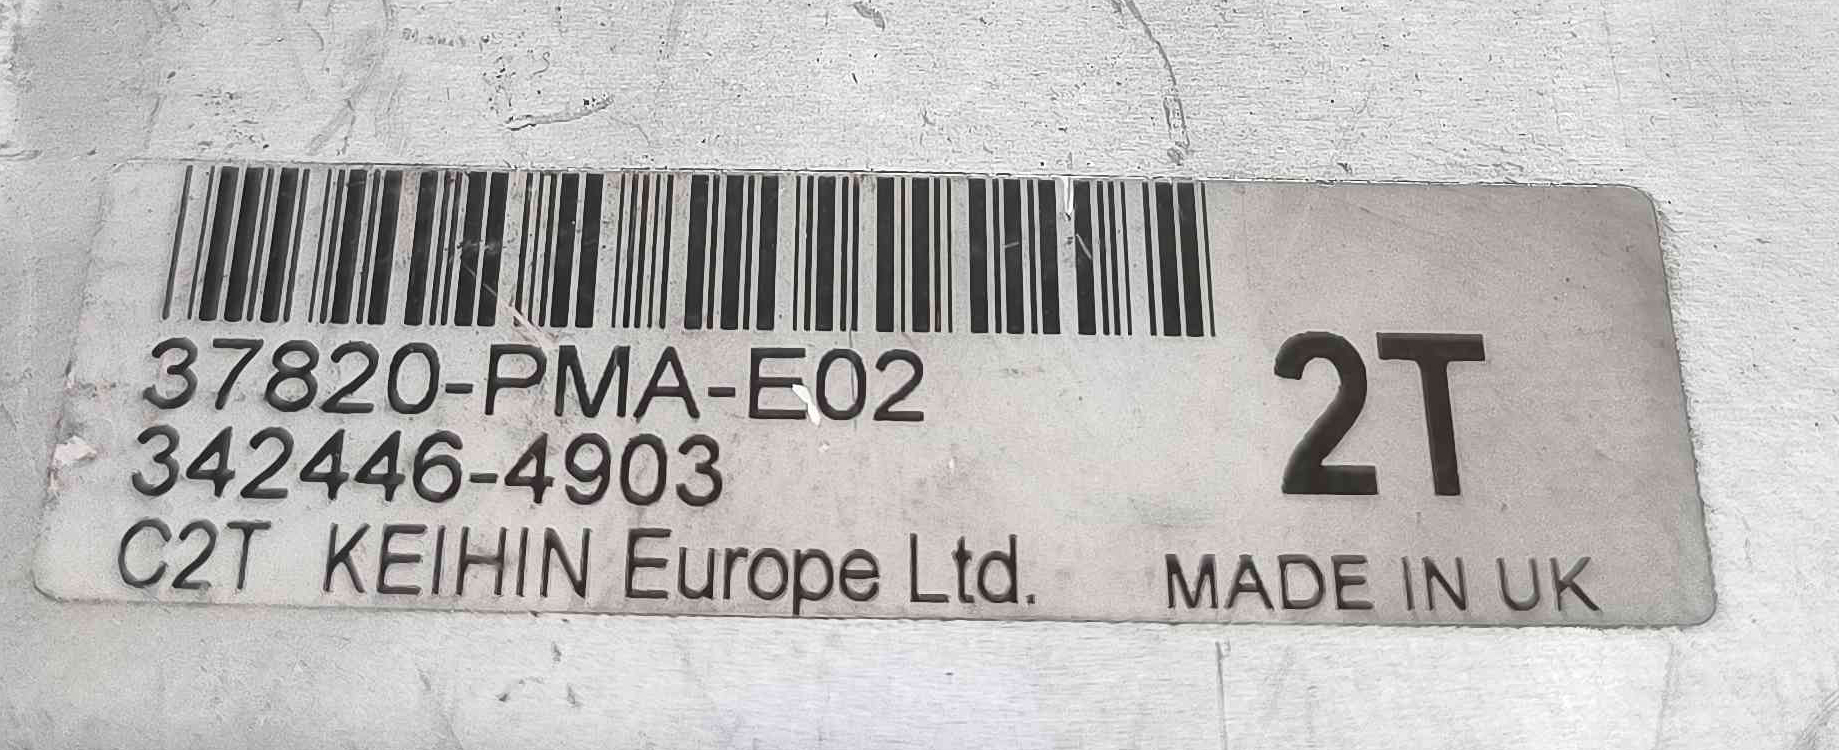 37820-PMA-E02
342446-4903
2T
C2T KEIHIN Europe Ltd.
MADE IN UK